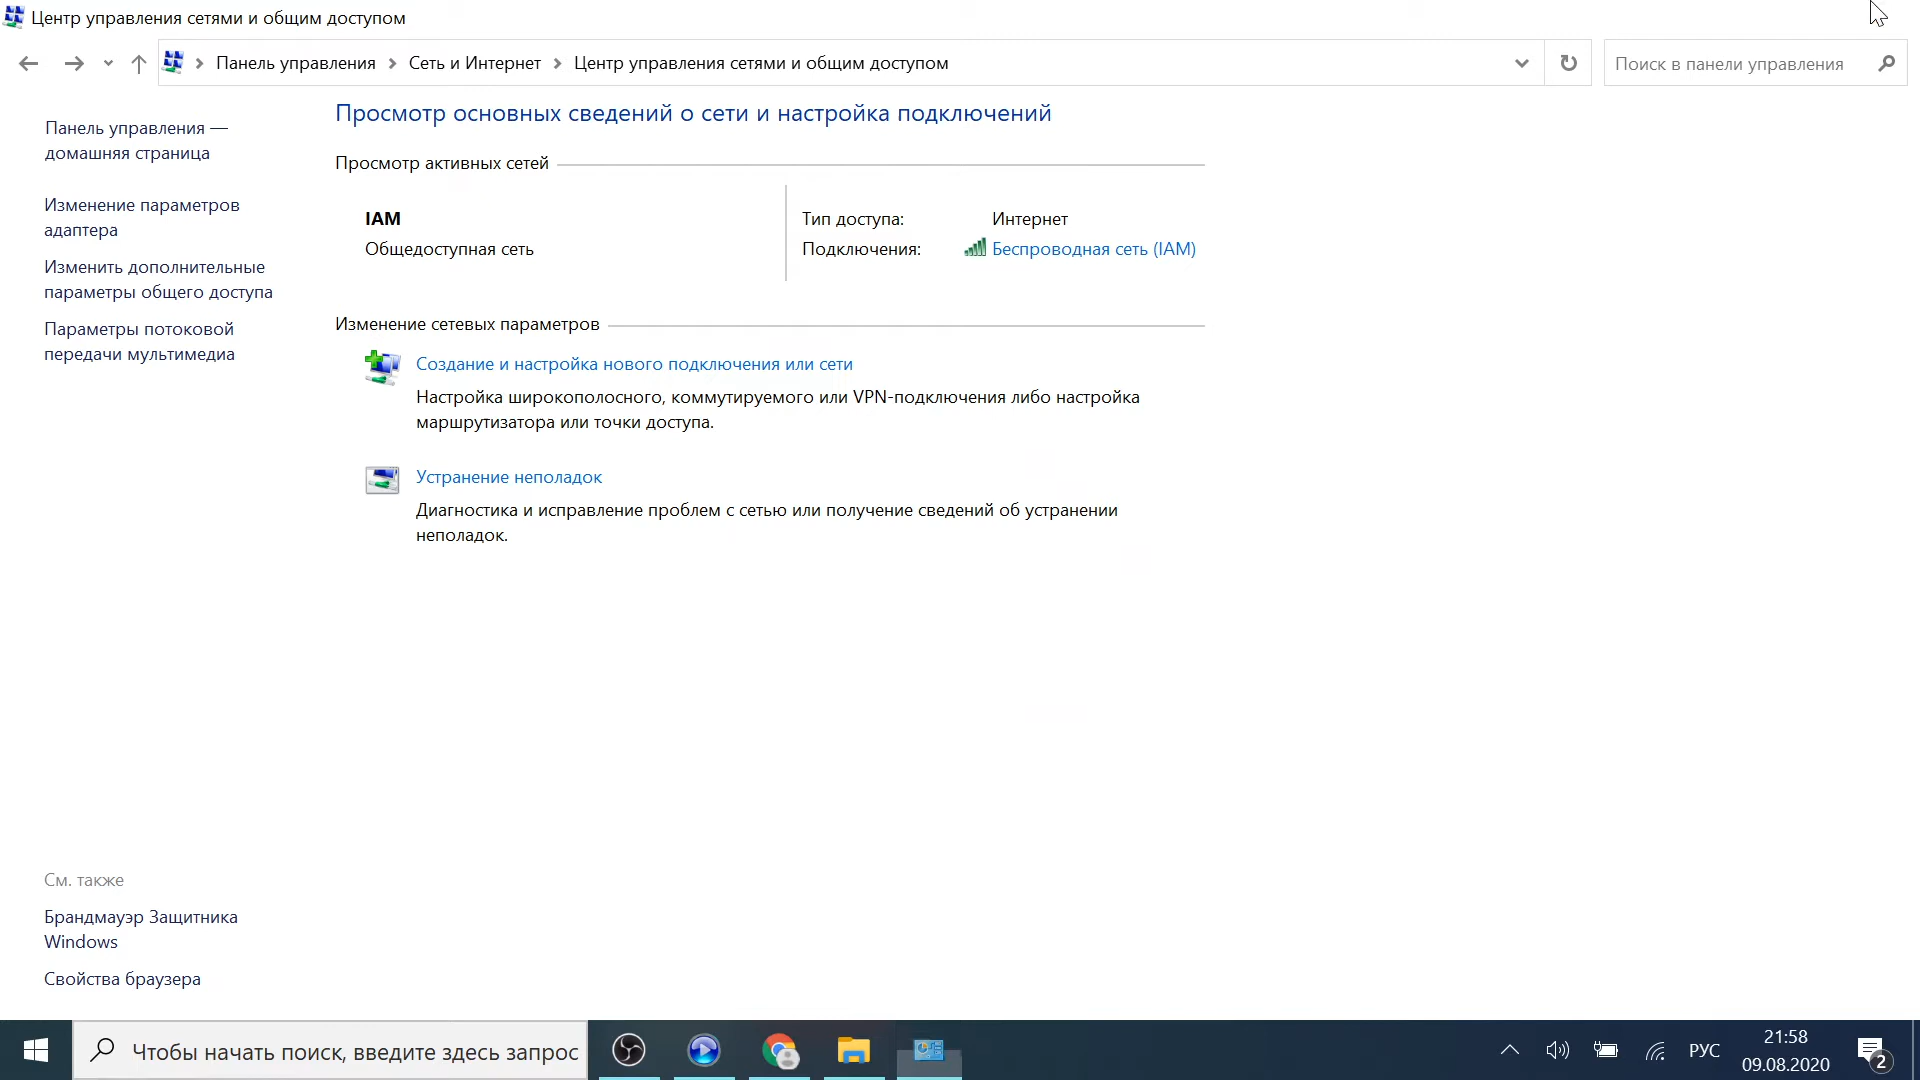 Центр управления сетями и общим доступом
Панель управления
Сеть и Интернет
Центр управления сетями и общим доступом
Поиск в панели управления
Панель управления —
домашняя страница
Изменение параметров
адаптера
Изменить дополнительные
параметры общего доступа
Параметры потоковой
передачи мультимедиа
Просмотр основных сведений о сети и настройка подключений
Просмотр активных сетей
IAM
Общедоступная сеть
Тип доступа: Интернет
Подключения: Беспроводная сеть (IAM)
Изменение сетевых параметров
Создание и настройка нового подключения или сети
Настройка широкополосного, коммутируемого или VPN-подключения либо настройка
маршрутизатора или точки доступа.
Устранение неполадок
Диагностика и исправление проблем с сетью или получение сведений об устранении
неполадок.
См. также
Брандмауэр Защитника
Windows
Свойства браузера
Чтобы начать поиск, введите здесь запрос
РУС
21:58
09.08.2020
2